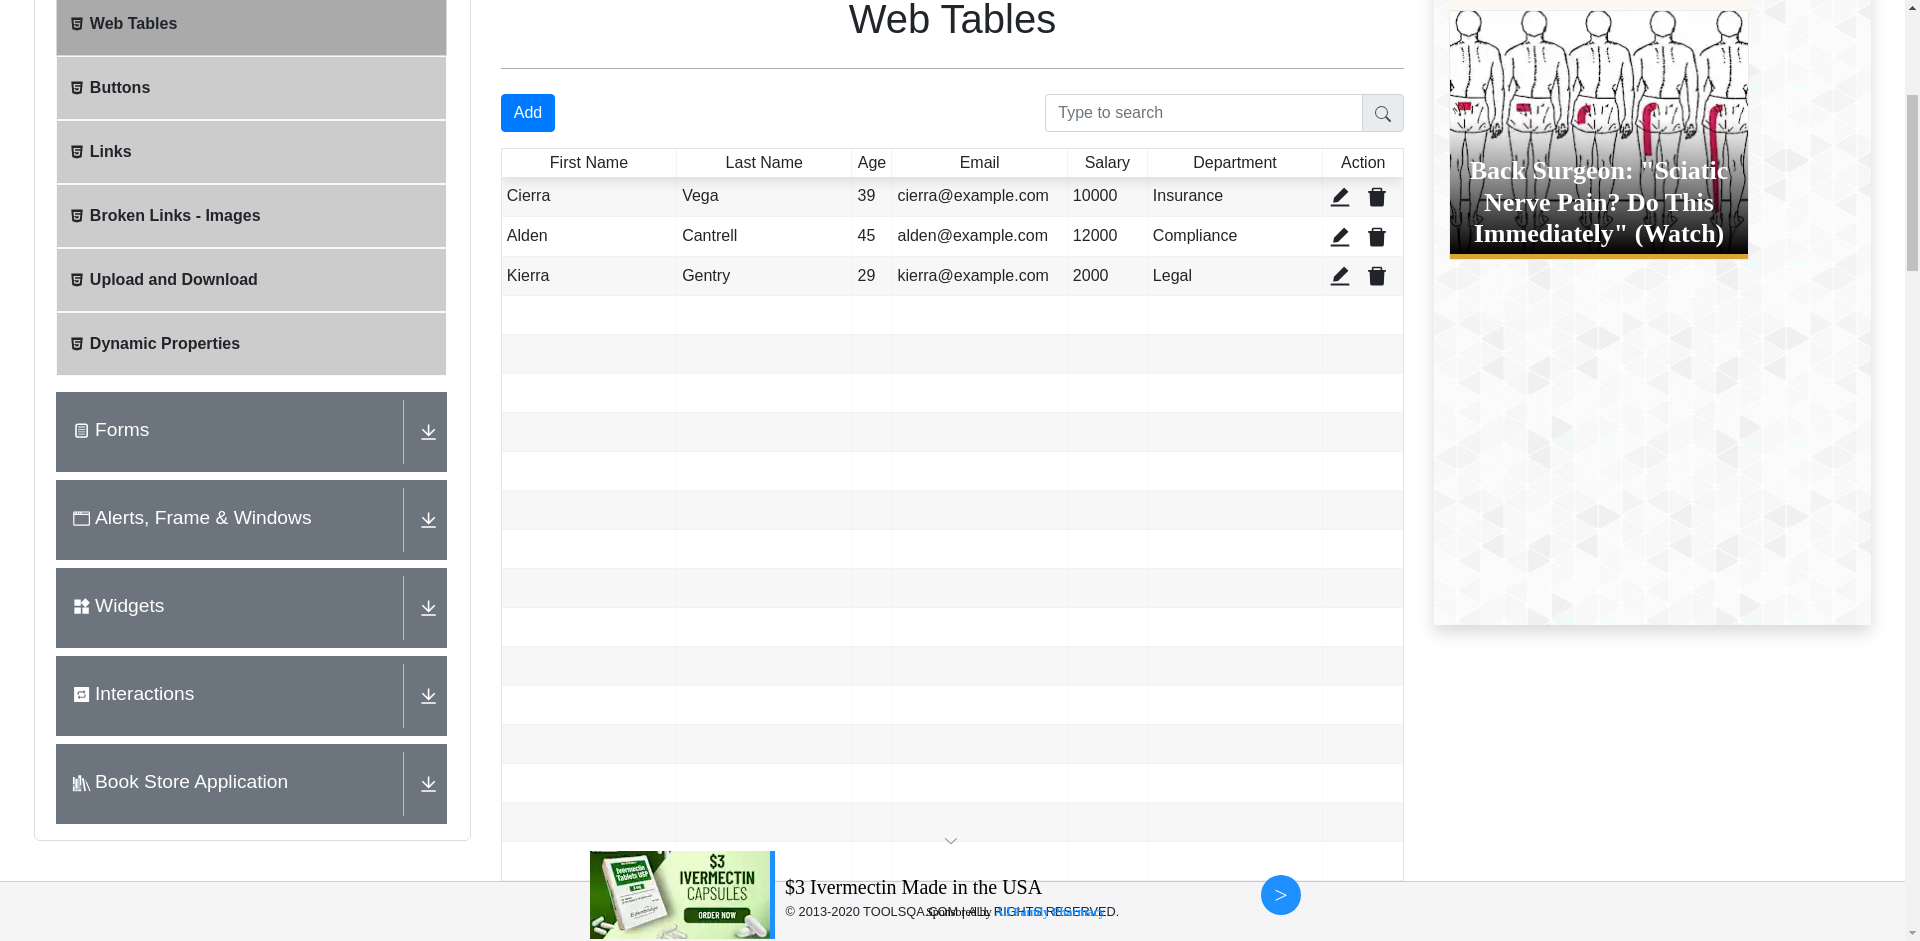 Web Tables
Buttons
Links
Broken Links - Images
Upload and Download
Dynamic Properties
Forms
Alerts, Frame & Windows
Widgets
Interactions
Book Store Application
Web Tables
Add
Type to search
First Name Last Name Age Email Salary Department Action
Cierra Vega 39 cierra@example.com 10000 Insurance
Alden Cantrell 45 alden@example.com 12000 Compliance
Kierra Gentry 29 kierra@example.com 2000 Legal
Back Surgeon: "Sciatic
Nerve Pain? Do This
Immediately" (Watch)
$3
IVERMECTIN
CAPSULES
ORDER NOW
Ivermectin
Tablets USP
$3 Ivermectin Made in the USA
>
© 2013-2020 TOOLSQA.COM | ALL RIGHTS RESERVED.